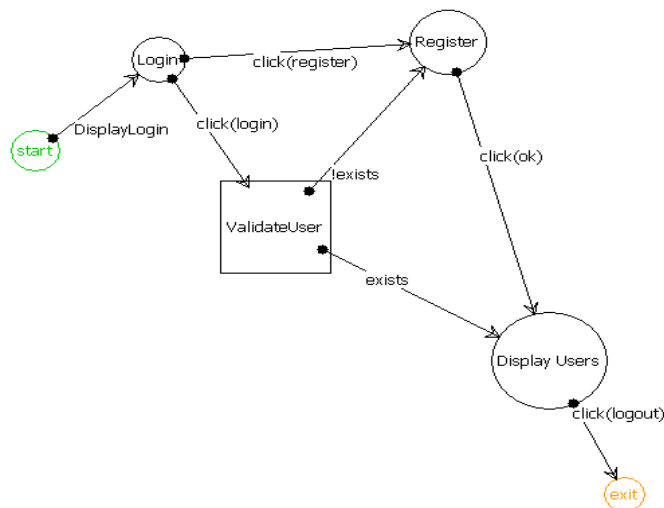 Register
Login
click(register)
DisplayLogin
click(login)
start
click(ok)
!exists
ValidateUser
exists
Display Users
click(logout)
exit